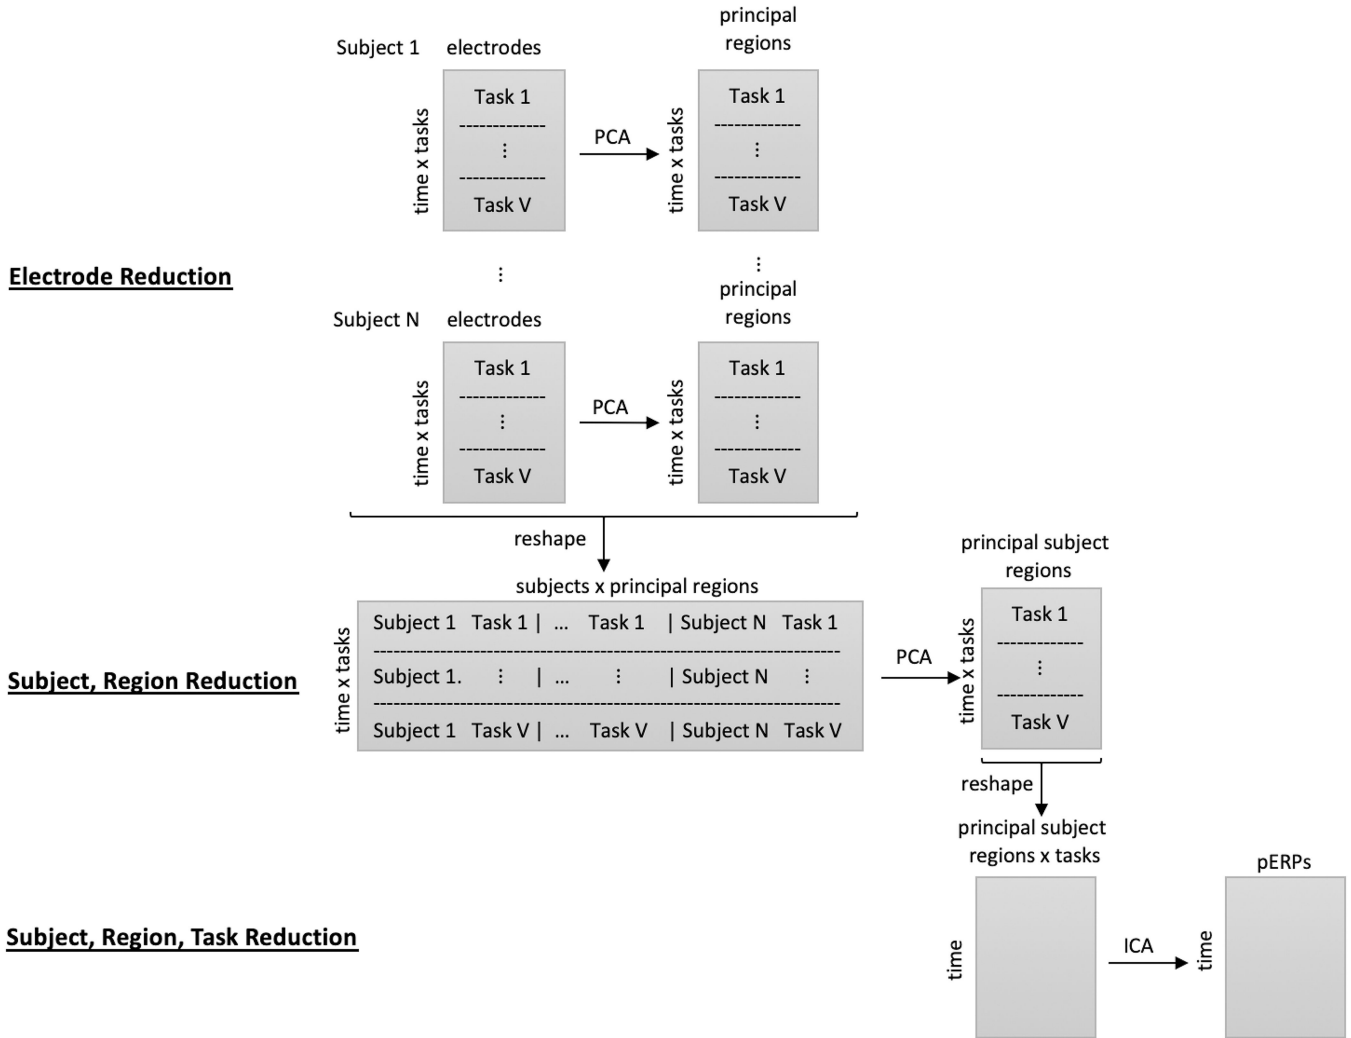 principal
regions
Subject 1 electrodes
time x tasks
Task 1
-------------
⋮
-------------
Task V
PCA
time x tasks
Task 1
-------------
⋮
-------------
Task V
Electrode Reduction
⋮
⋮
principal
regions
Subject N electrodes
time x tasks
Task 1
-------------
⋮
-------------
Task V
PCA
time x tasks
Task 1
-------------
⋮
-------------
Task V
reshape
subjects x principal regions
Subject, Region Reduction
time x tasks
Subject 1 Task 1 | ... Task 1 | Subject N Task 1
Subject 1. ⋮ | ... ⋮ | Subject N ⋮
Subject 1 Task V | ... Task V | Subject N Task V
PCA
principal subject
regions
time x tasks
Task 1
-------------
⋮
-------------
Task V
reshape
principal subject
regions x tasks
Subject, Region, Task Reduction
time
ICA
pERPs
time